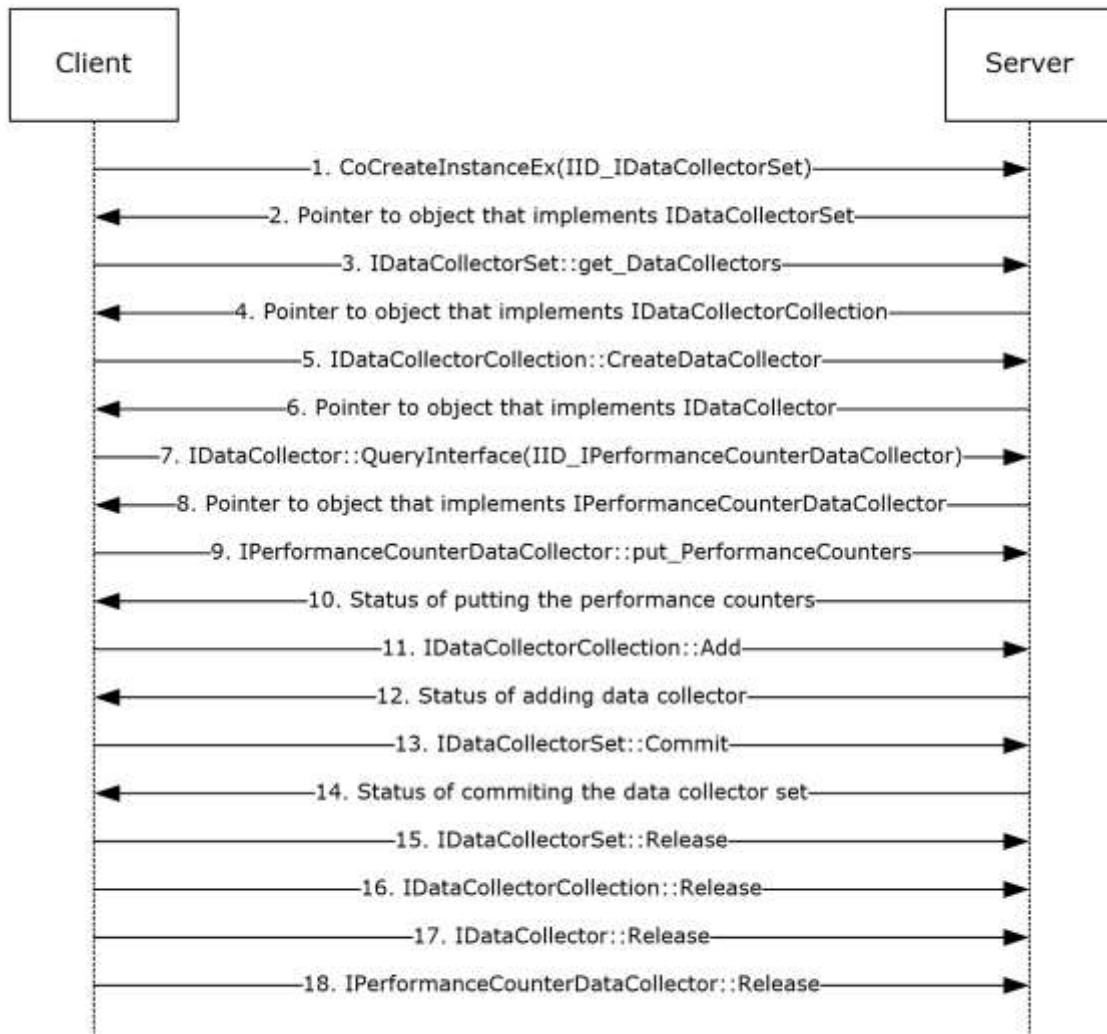 Client
Server
1. CoCreateInstanceEx(IID_IDataCollectorSet)
2. Pointer to object that implements IDataCollectorSet
3. IDataCollectorSet::get_DataCollectors
4. Pointer to object that implements IDataCollectorCollection
5. IDataCollectorCollection::CreateDataCollector
6. Pointer to object that implements IDataCollector
7. IDataCollector::QueryInterface(IID_IPerformanceCounterDataCollector)
8. Pointer to object that implements IPerformanceCounterDataCollector
9. IPerformanceCounterDataCollector::put_PerformanceCounters
10. Status of putting the performance counters
11. IDataCollectorCollection::Add
12. Status of adding data collector
13. IDataCollectorSet::Commit
14. Status of commiting the data collector set
15. IDataCollectorSet::Release
16. IDataCollectorCollection::Release
17. IDataCollector::Release
18. IPerformanceCounterDataCollector::Release